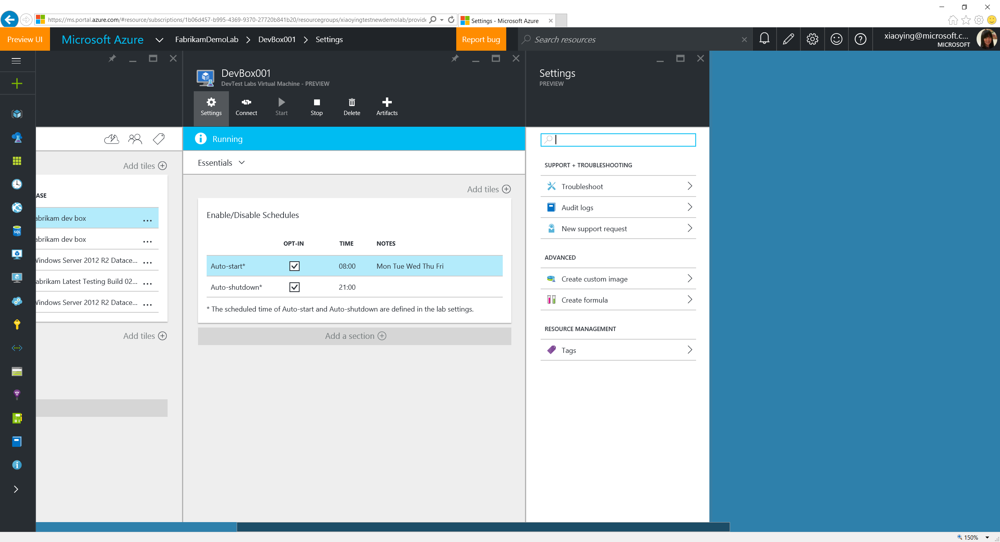 https://ms.portal.azure.com/#resource/subscriptions/1b06d457-b995-4369-9370-27720b841b20/resourcegroups/xiaoyingtestnewdemolab/provide
Settings - Microsoft Azure
Preview UI
Microsoft Azure
FabrikamDemoLab > DevBox001 > Settings
Report bug
Search resources
xiaoying@microsoft.c...
MICROSOFT
Add tiles
ASE
abrikam dev box ...
abrikam dev box ...
Windows Server 2012 R2 Datace... ...
abrikam Latest Testing Build 02... ...
Windows Server 2012 R2 Datace... ...
Add tiles
DevBox001
DevTest Labs Virtual Machine - PREVIEW
Settings Connect Start Stop Delete Artifacts
Running
Essentials
Add tiles
Enable/Disable Schedules
OPT-IN TIME NOTES
Auto-start* 08:00 Mon Tue Wed Thu Fri
Auto-shutdown* 21:00
* The scheduled time of Auto-start and Auto-shutdown are defined in the lab settings.
Add a section
Settings
PREVIEW
SUPPORT + TROUBLESHOOTING
Troubleshoot
Audit logs
New support request
ADVANCED
Create custom image
Create formula
RESOURCE MANAGEMENT
Tags
SQL
150%